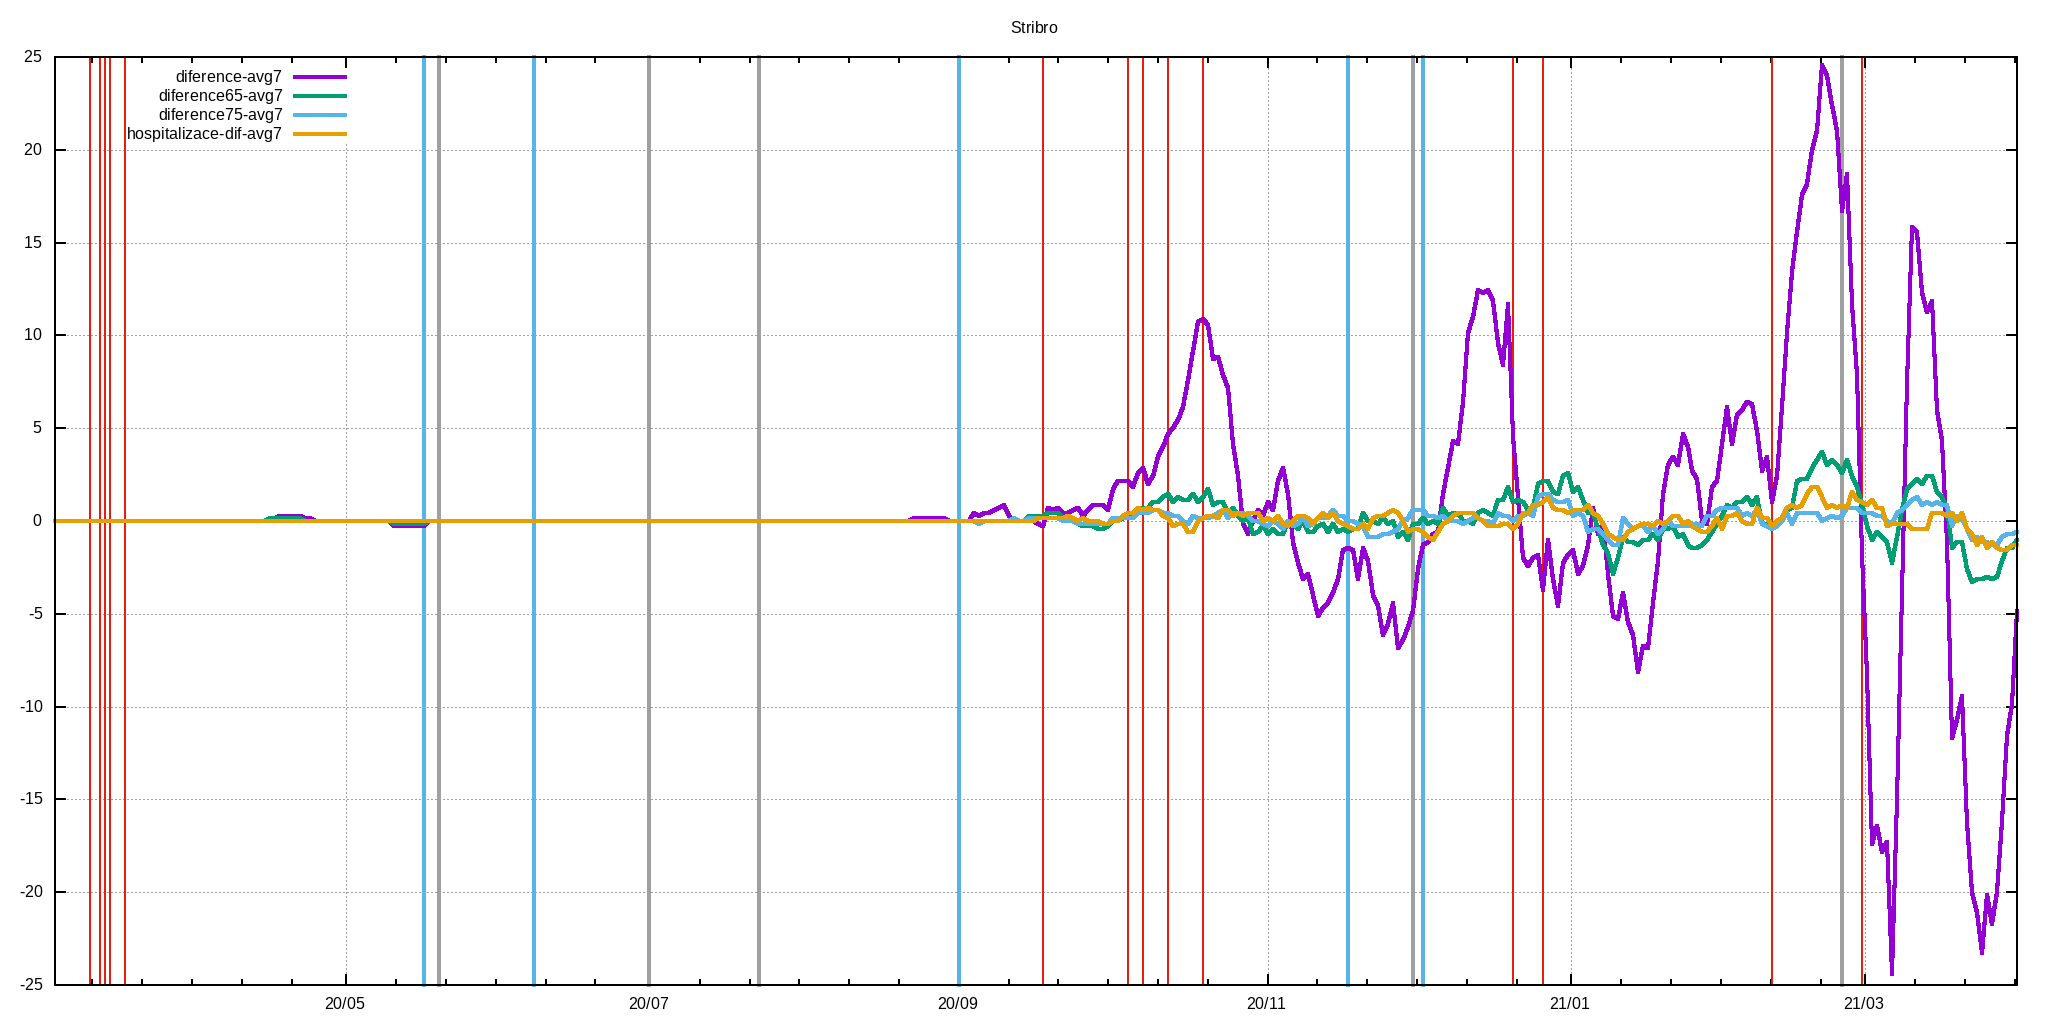 Stribro
25
diference-avg7
diference65-avg7
diference75-avg7
hospitalizace-dif-avg7
20
15
10
5
0
-5
-10
-15
-20
-25
20/05 20/07 20/09 20/11 21/01 21/03